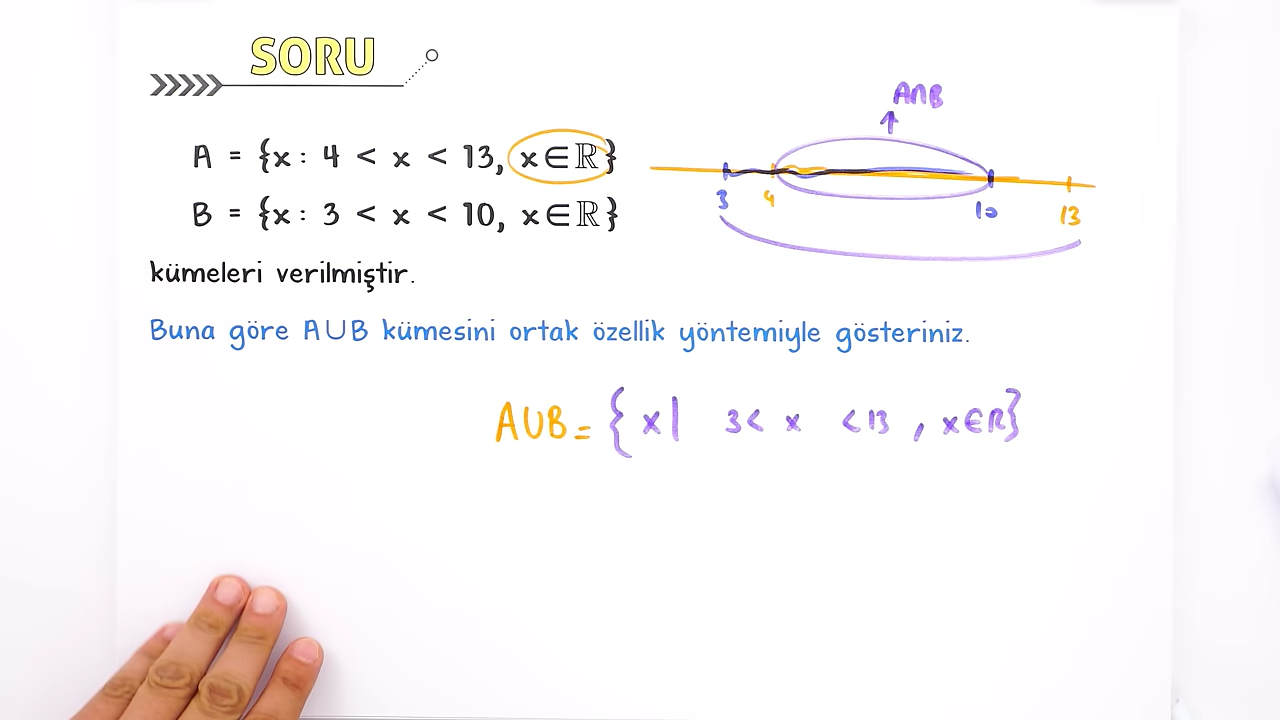 SORU
A = {x : 4 < x < 13, x ∈ ℝ}
B = {x : 3 < x < 10, x ∈ ℝ}
kümeleri verilmiştir.
A∩B
3 4 10 13
Buna göre A∪B kümesini ortak özellik yöntemiyle gösteriniz.
A∪B = { x | 3 < x < 13 , x∈R}